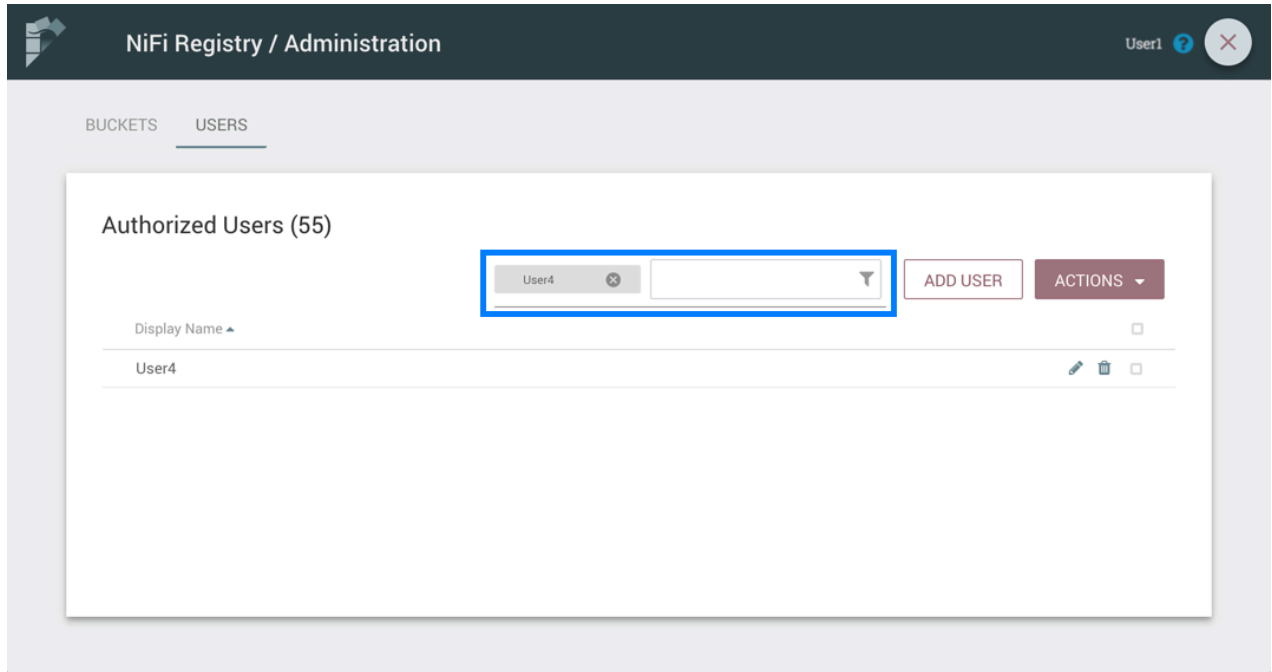 NiFi Registry / Administration
User1
BUCKETS USERS
Authorized Users (55)
User4
ADD USER
ACTIONS
Display Name
User4